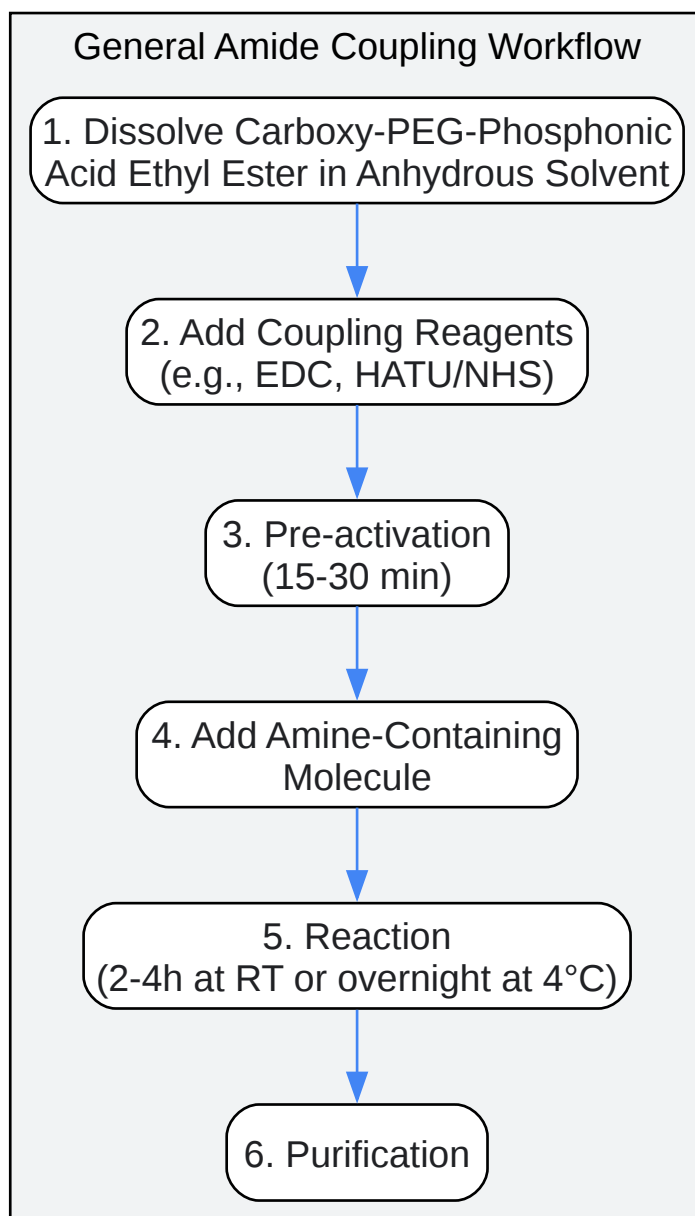 General Amide Coupling Workflow
1. Dissolve Carboxy-PEG-Phosphonic
Acid Ethyl Ester in Anhydrous Solvent
2. Add Coupling Reagents
(e.g., EDC, HATU/NHS)
3. Pre-activation
(15-30 min)
4. Add Amine-Containing
Molecule
5. Reaction
(2-4h at RT or overnight at 4°C)
6. Purification